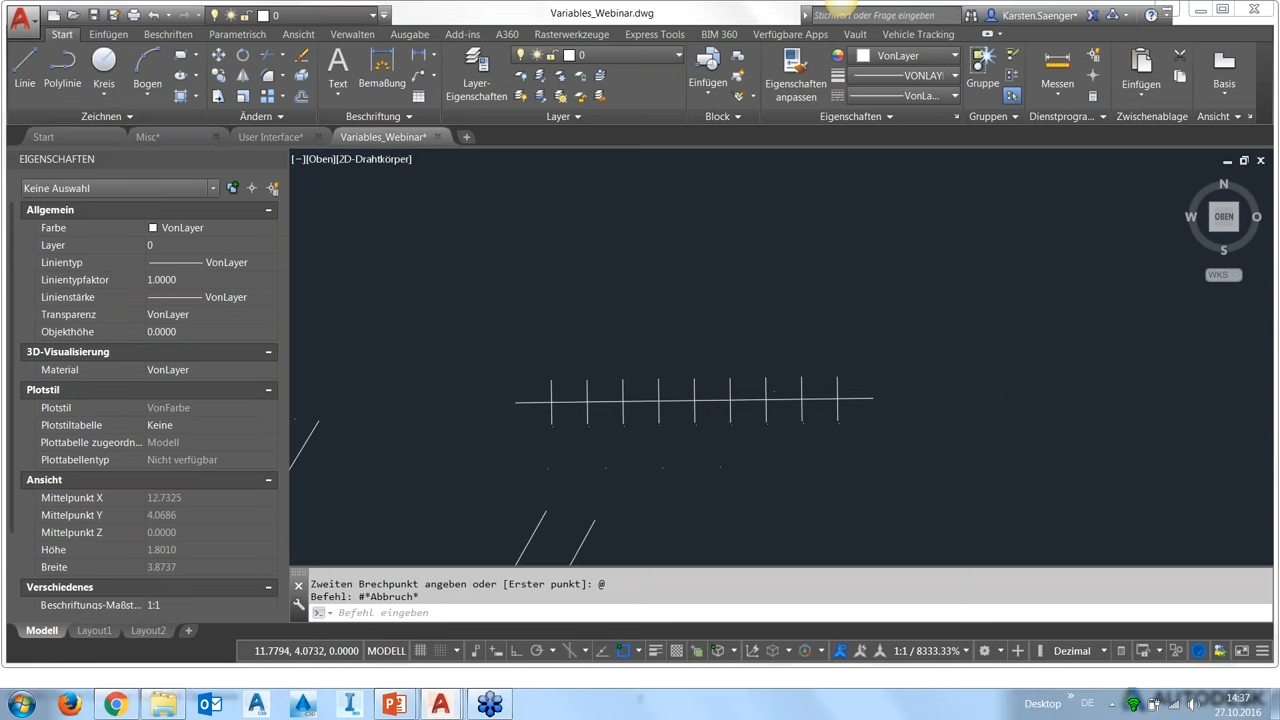 Variables_Webinar.dwg
Stichwort oder Frage eingeben
Karsten.Saenger
0
Start Einfügen Beschriften Parametrisch Ansicht Verwalten Ausgabe Add-ins A360 Rasterwerkzeuge Express Tools BIM 360 Verfügbare Apps Vault Vehicle Tracking
0
VonLayer
VONLAY...
VonLa...
Linie Polylinie Kreis Bogen
Text Bemaßung
Layer-
Eigenschaften
Einfügen
Eigenschaften
anpassen
Gruppe Messen Einfügen Basis
Zeichnen Ändern Beschriftung Layer Block Eigenschaften Gruppen Dienstprog... Zwischenablage Ansicht
Start Misc* User Interface* Variables_Webinar*
EIGENSCHAFTEN
[−][Oben][2D-Drahtkörper]
Keine Auswahl
Allgemein
Farbe VonLayer
Layer 0
Linientyp VonLayer
Linientypfaktor 1.0000
Linienstärke VonLayer
Transparenz VonLayer
Objekthöhe 0.0000
3D-Visualisierung
Material VonLayer
Plotstil
Plotstil VonFarbe
Plotstiltabelle Keine
Plottabelle zugeordn... Modell
Plottabellentyp Nicht verfügbar
Ansicht
Mittelpunkt X 12.7325
Mittelpunkt Y 4.0686
Mittelpunkt Z 0.0000
Höhe 1.8010
Breite 3.8737
Verschiedenes
Beschriftungs-Maßst... 1:1
N
W OBEN O
S
WKS
Zweiten Brechpunkt angeben oder [Erster punkt]: @
Befehl: #*Abbruch*
Befehl eingeben
Modell Layout1 Layout2
11.7794, 4.0732, 0.0000 MODELL 1:1 / 8333.33% Dezimal
Desktop DE 14:37
27.10.2016